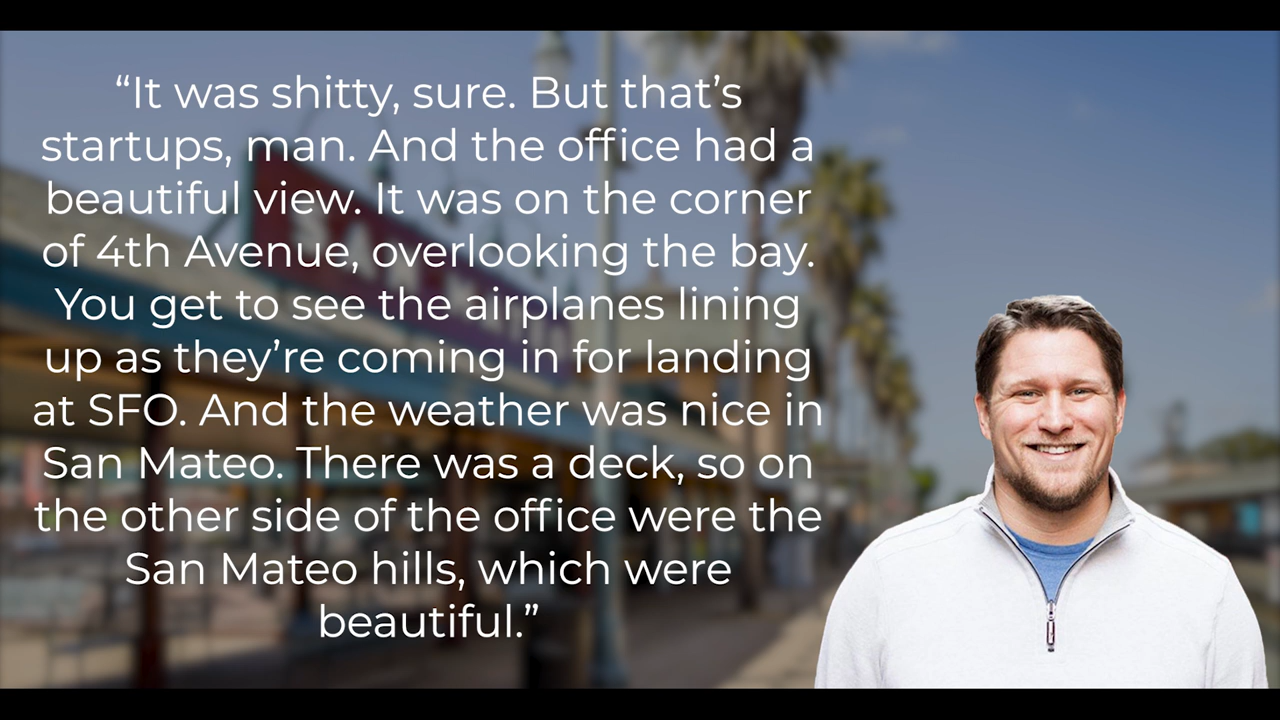 “It was shitty, sure. But that’s
startups, man. And the office had a
beautiful view. It was on the corner
of 4th Avenue, overlooking the bay.
You get to see the airplanes lining
up as they’re coming in for landing
at SFO. And the weather was nice in
San Mateo. There was a deck, so on
the other side of the office were the
San Mateo hills, which were
beautiful.”